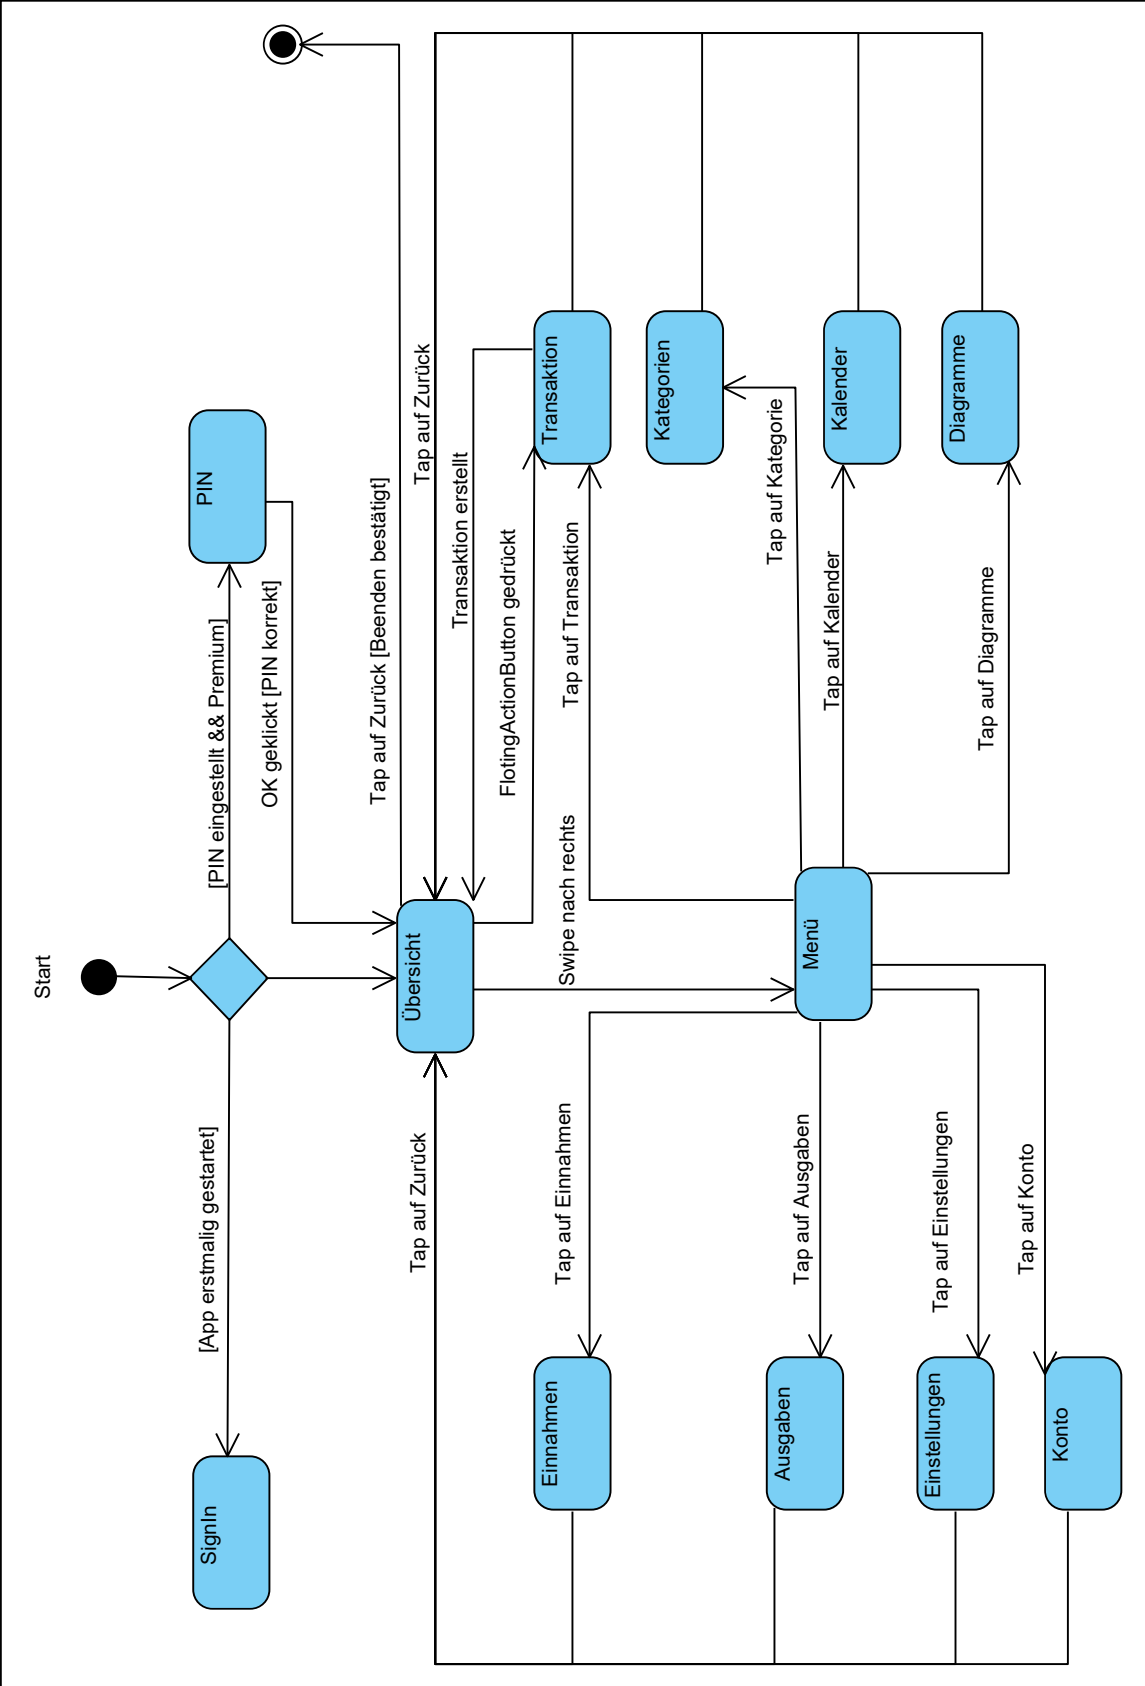 Start
[App erstmalig gestartet]
[PIN eingestellt && Premium]
SignIn
PIN
OK geklickt [PIN korrekt]
Tap auf Zurück [Beenden bestätigt]
Übersicht
Tap auf Zurück
Tap auf Zurück
Transaktion erstellt
FlotingActionButton gedrückt
Swipe nach rechts
Tap auf Einnahmen
Tap auf Transaktion
Einnahmen
Transaktion
Kategorien
Tap auf Kategorie
Menü
Tap auf Ausgaben
Tap auf Kalender
Ausgaben
Kalender
Tap auf Einstellungen
Tap auf Diagramme
Einstellungen
Diagramme
Tap auf Konto
Konto